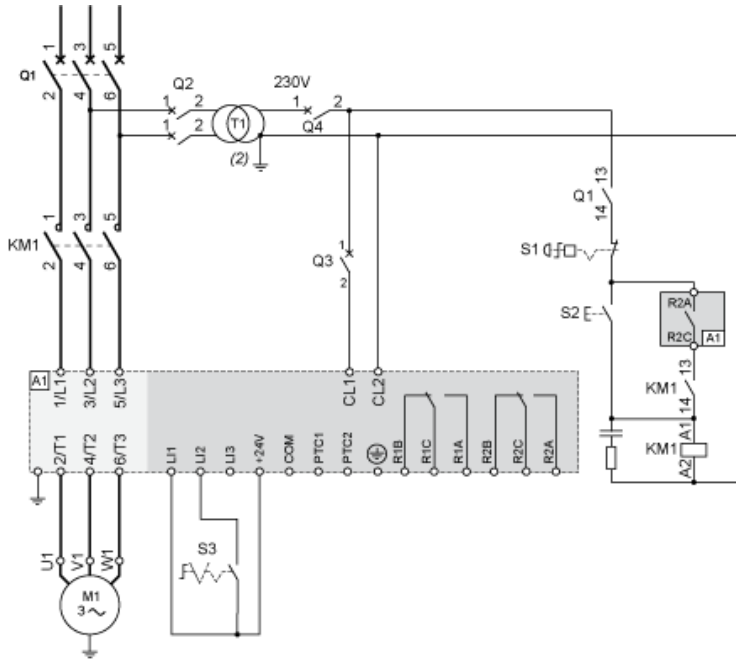 1 3 5
Q1
2 4 6
Q2
1 2
1 2
T1
(2)
230V
1 2
Q4
13
Q1
14
1 3 5
KM1
2 4 6
1
Q3
2
S1
S2
R2A
R2C
A1
13
KM1
14
A1
KM1
A2
A1
1/L1 3/L2 5/L3
CL1 CL2
2/T1 4/T2 6/T3
LI1 LI2 LI3 +24V COM PTC1 PTC2 R1B R1C R1A R2B R2C R2A
S3
U1 V1 W1
M1
3